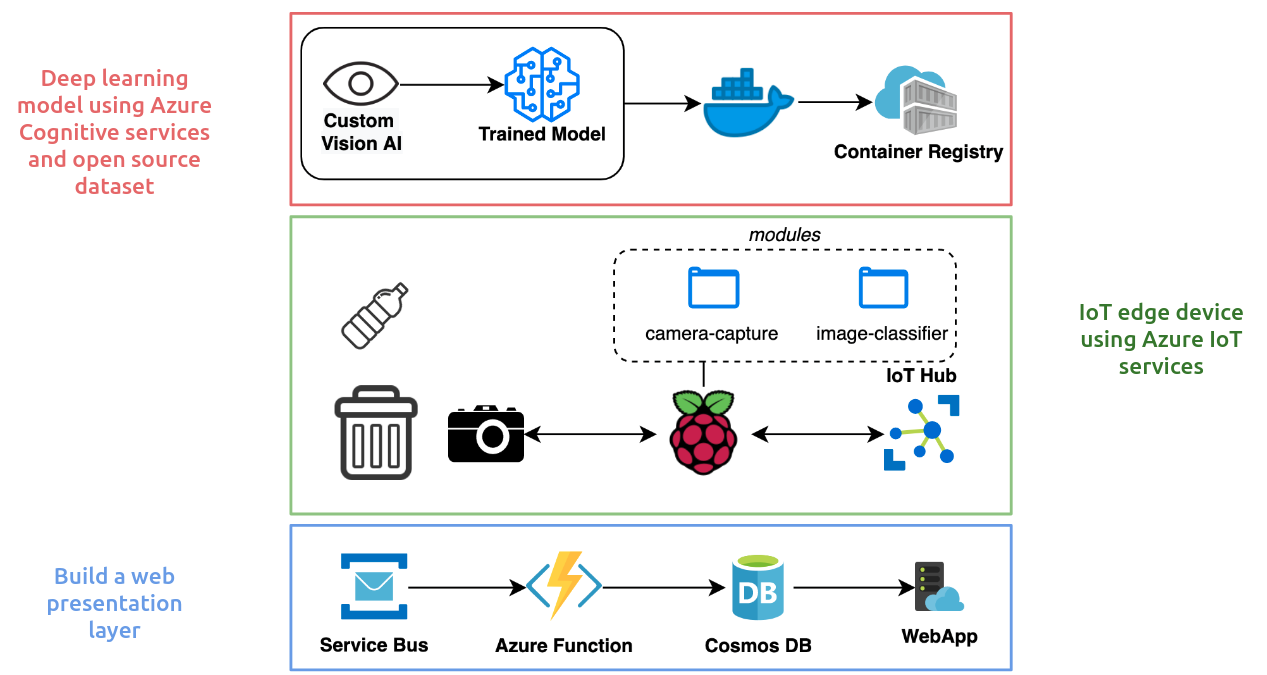 Deep learning
model using Azure
Cognitive services
and open source
dataset
Custom
Vision AI
Trained Model
Container Registry
modules
camera-capture
image-classifier
IoT Hub
IoT edge device
using Azure IoT
services
Build a web
presentation
layer
Service Bus
Azure Function
DB
Cosmos DB
WebApp